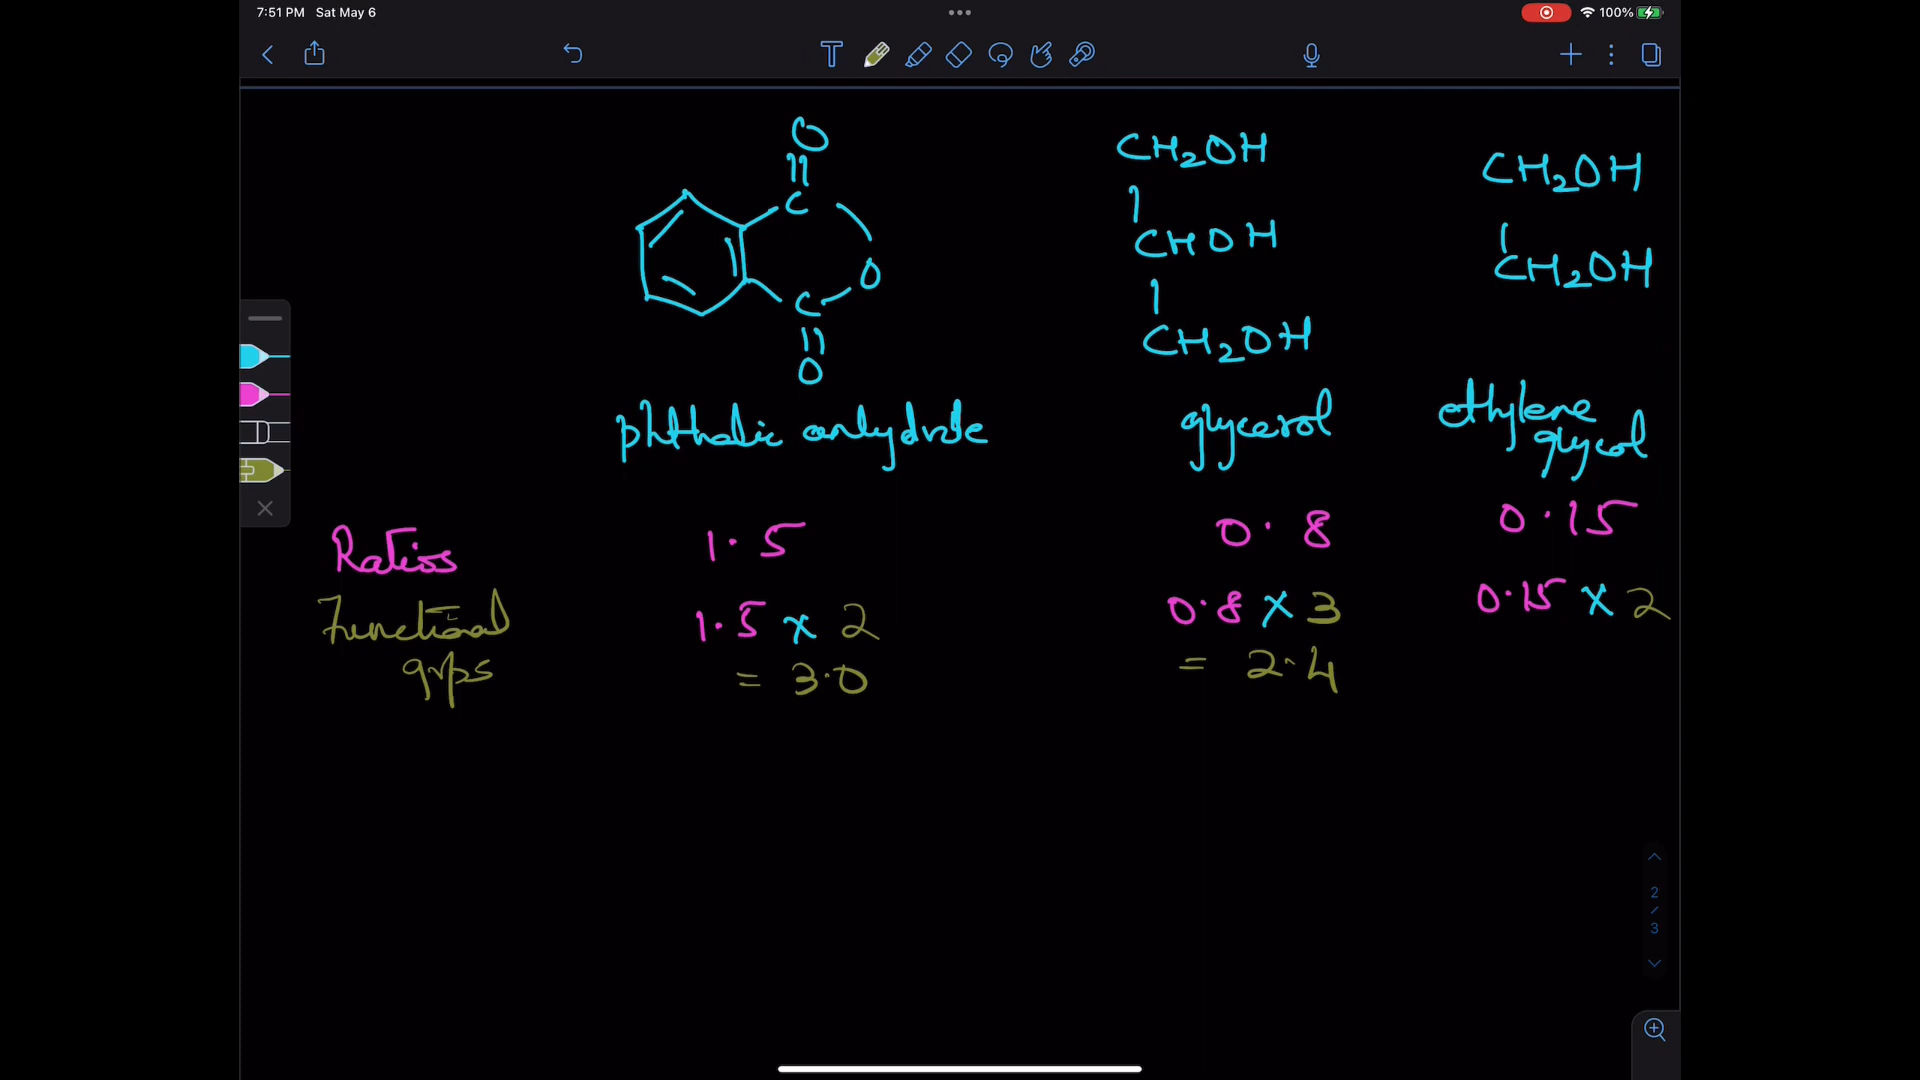 7:51 PM Sat May 6
100%
O
C
O
C
O
CH2OH
CHOH
CH2OH
CH2OH
CH2OH
phthalic anhydride
glycerol
ethylene
glycol
Ratios 1.5 0.8 0.15
Functional 1.5 x 2 0.8 x 3 0.15 x 2
grps = 3.0 = 2.4
2
/
3